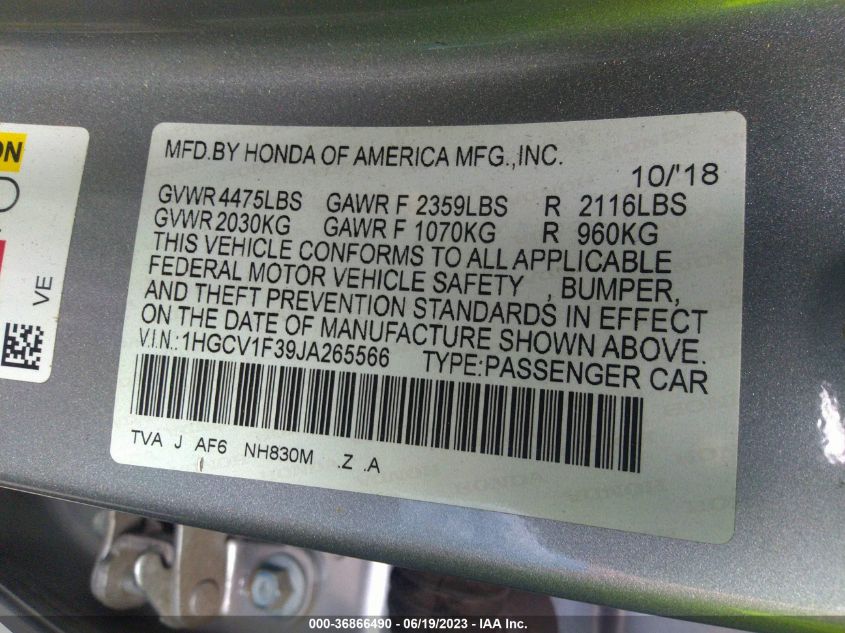 ON
VE
MFD.BY HONDA OF AMERICA MFG.,INC.
10/'18
GVWR 4475LBS GAWR F 2359LBS R 2116LBS
GVWR 2030KG GAWR F 1070KG R 960KG
THIS VEHICLE CONFORMS TO ALL APPLICABLE
FEDERAL MOTOR VEHICLE SAFETY , BUMPER,
AND THEFT PREVENTION STANDARDS IN EFFECT
ON THE DATE OF MANUFACTURE SHOWN ABOVE.
V.I.N.:1HGCV1F39JA265566 TYPE:PASSENGER CAR
TVA J AF6 NH830M .Z .A
000-36866490 - 06/19/2023 - IAA Inc.